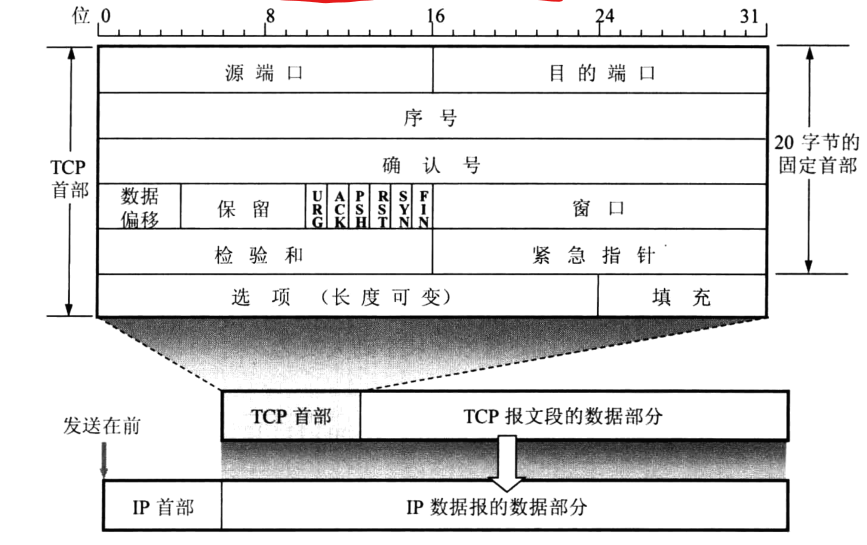 位 0 8 16 24 31
源端口 目的端口
序号
TCP 首部
确认号
20 字节的固定首部
数据偏移 保留 URG ACK PSH RST SYN FIN 窗口
检验和 紧急指针
选项（长度可变） 填充
TCP 首部 TCP 报文段的数据部分
发送在前
IP 首部 IP 数据报的数据部分